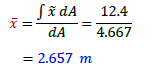 x̄ = ∫ x̃ dA / dA = 12.4 / 4.667
= 2.657 m